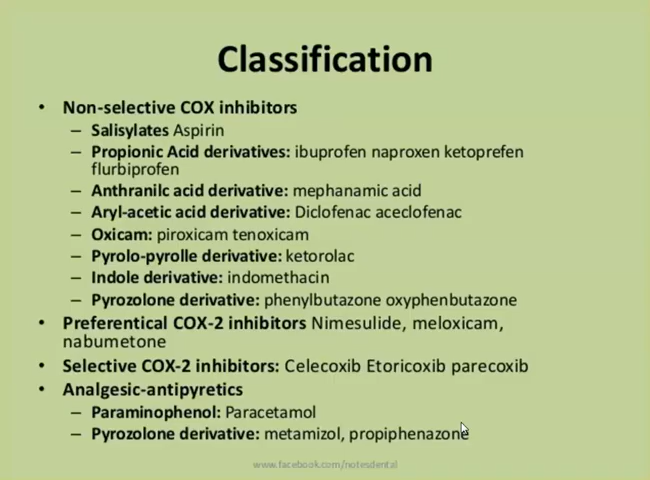 Classification
• Non-selective COX inhibitors
– Salisylates Aspirin
– Propionic Acid derivatives: ibuprofen naproxen ketoprefen
flurbiprofen
– Anthranilc acid derivative: mephanamic acid
– Aryl-acetic acid derivative: Diclofenac aceclofenac
– Oxicam: piroxicam tenoxicam
– Pyrolo-pyrolle derivative: ketorolac
– Indole derivative: indomethacin
– Pyrozolone derivative: phenylbutazone oxyphenbutazone
• Preferentical COX-2 inhibitors Nimesulide, meloxicam,
nabumetone
• Selective COX-2 inhibitors: Celecoxib Etoricoxib parecoxib
• Analgesic-antipyretics
– Paraminophenol: Paracetamol
– Pyrozolone derivative: metamizol, propiphenazone
www.facebook.com/notesdental